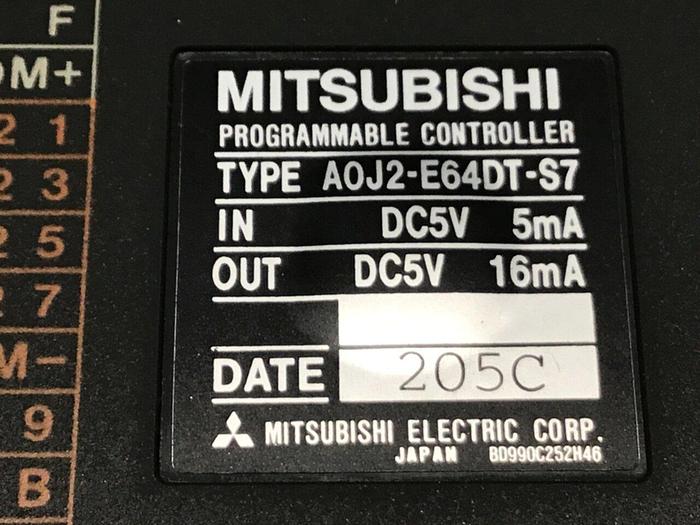 F
OM+
2 1
2 3
2 5
2 7
M-
9
B
MITSUBISHI
PROGRAMMABLE CONTROLLER
TYPE A0J2-E64DT-S7
IN DC5V 5mA
OUT DC5V 16mA
DATE 205C
MITSUBISHI ELECTRIC CORP.
JAPAN BD990C252H46